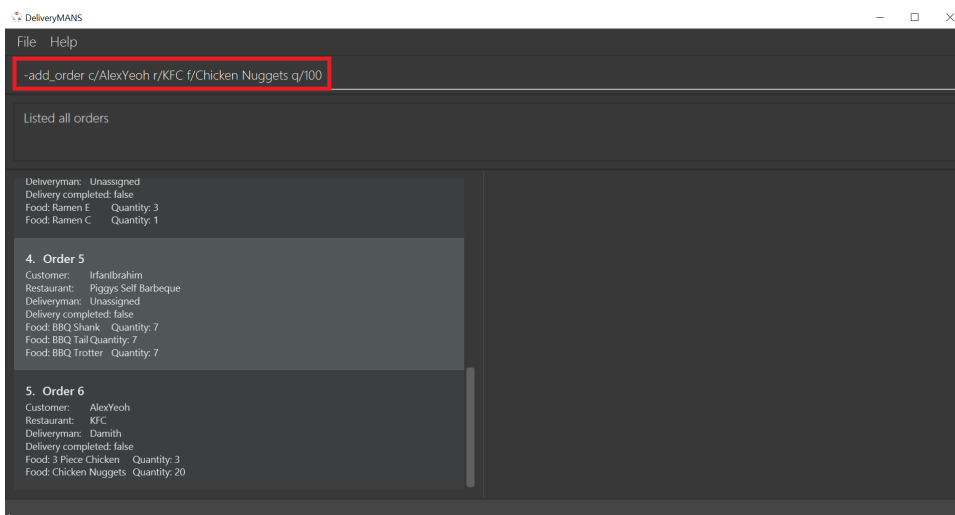 DeliveryMANS
File Help
-add_order c/AlexYeoh r/KFC f/Chicken Nuggets q/100
Listed all orders
Deliveryman: Unassigned
Delivery completed: false
Food: Ramen E Quantity: 3
Food: Ramen C Quantity: 1
4. Order 5
Customer: IrfanIbrahim
Restaurant: Piggys Self Barbeque
Deliveryman: Unassigned
Delivery completed: false
Food: BBQ Shank Quantity: 7
Food: BBQ Tail Quantity: 7
Food: BBQ Trotter Quantity: 7
5. Order 6
Customer: AlexYeoh
Restaurant: KFC
Deliveryman: Damith
Delivery completed: false
Food: 3 Piece Chicken Quantity: 3
Food: Chicken Nuggets Quantity: 20